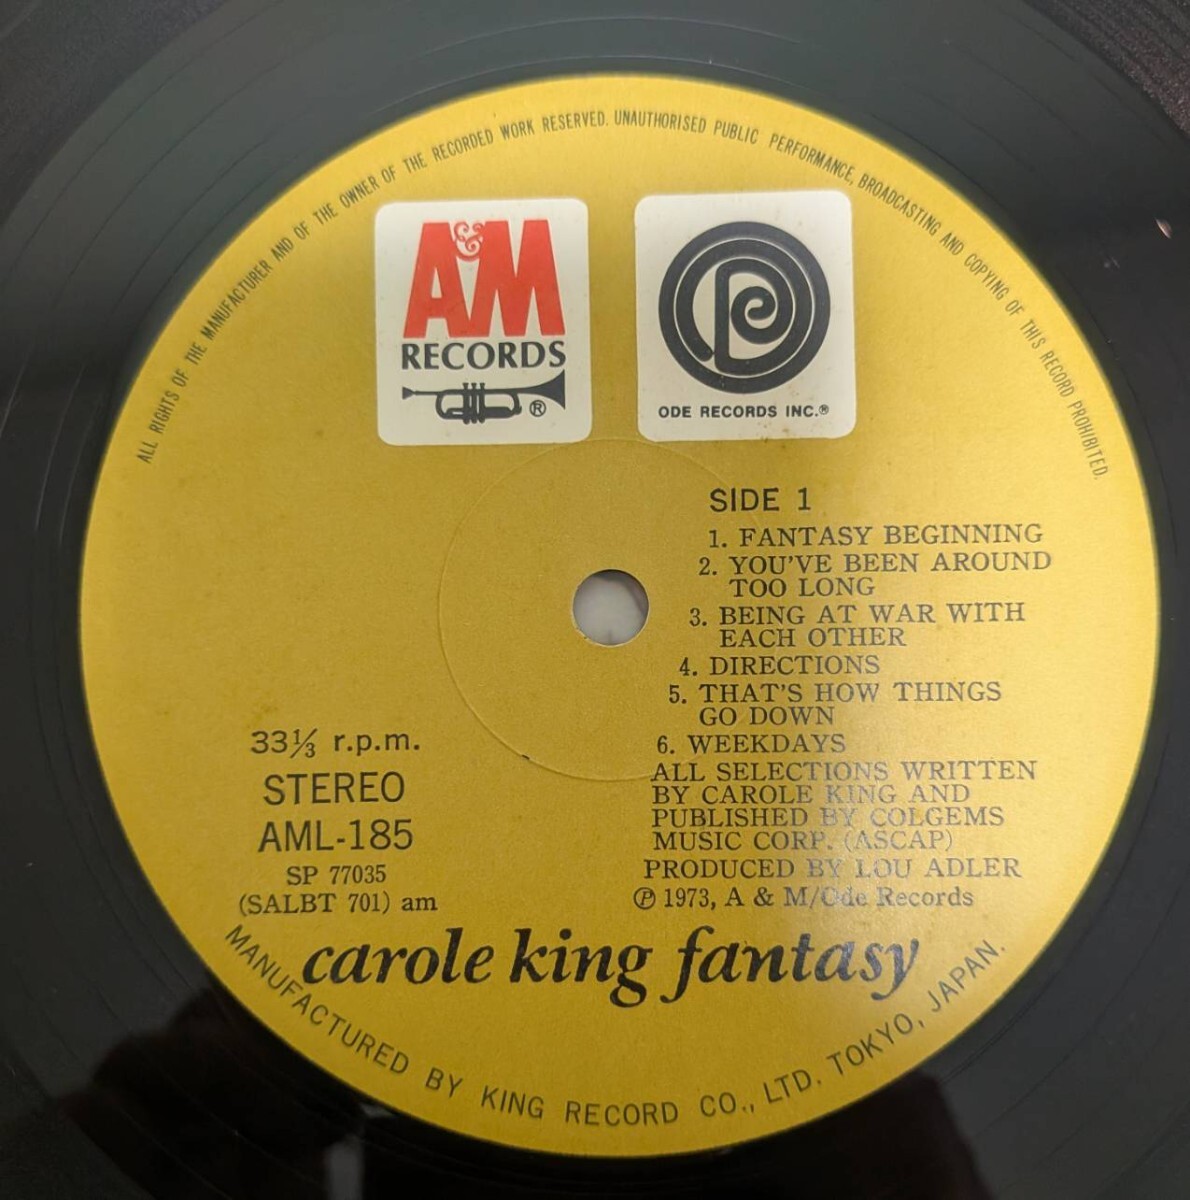 ALL RIGHTS OF THE MANUFACTURER AND OF THE OWNER OF THE RECORDED WORK RESERVED. UNAUTHORISED PUBLIC PERFORMANCE, BROADCASTING AND COPYING OF THIS RECORD PROHIBITED.
A&M
RECORDS
®
ODE RECORDS INC.®
SIDE 1
1. FANTASY BEGINNING
2. YOU'VE BEEN AROUND
TOO LONG
3. BEING AT WAR WITH
EACH OTHER
4. DIRECTIONS
5. THAT'S HOW THINGS
GO DOWN
6. WEEKDAYS
ALL SELECTIONS WRITTEN
BY CAROLE KING AND
PUBLISHED BY COLGEMS
MUSIC CORP. (ASCAP)
PRODUCED BY LOU ADLER
℗ 1973, A & M/Ode Records
33⅓ r.p.m.
STEREO
AML-185
SP 77035
(SALBT 701) am
carole king fantasy
MANUFACTURED BY KING RECORD CO., LTD. TOKYO, JAPAN.